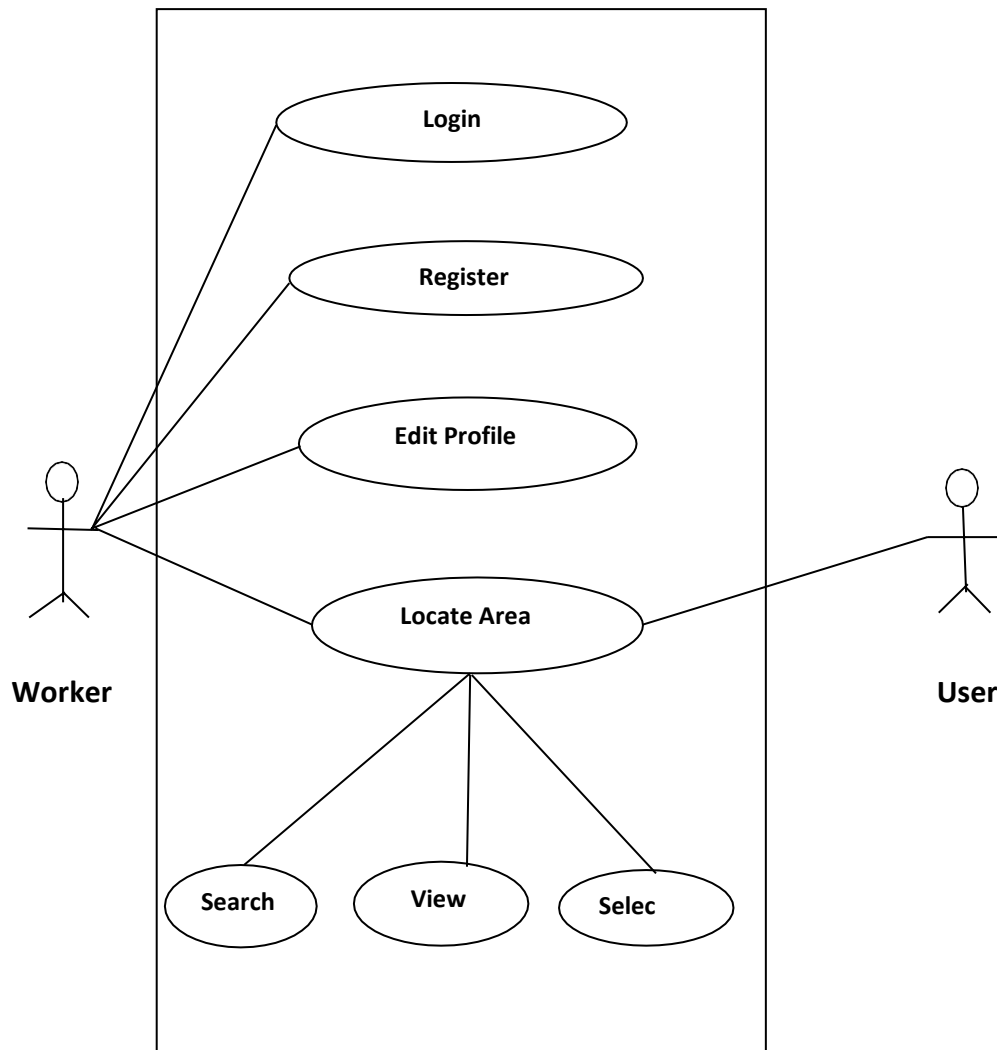 Login
Register
Edit Profile
Locate Area
Worker
User
Search
View
Selec